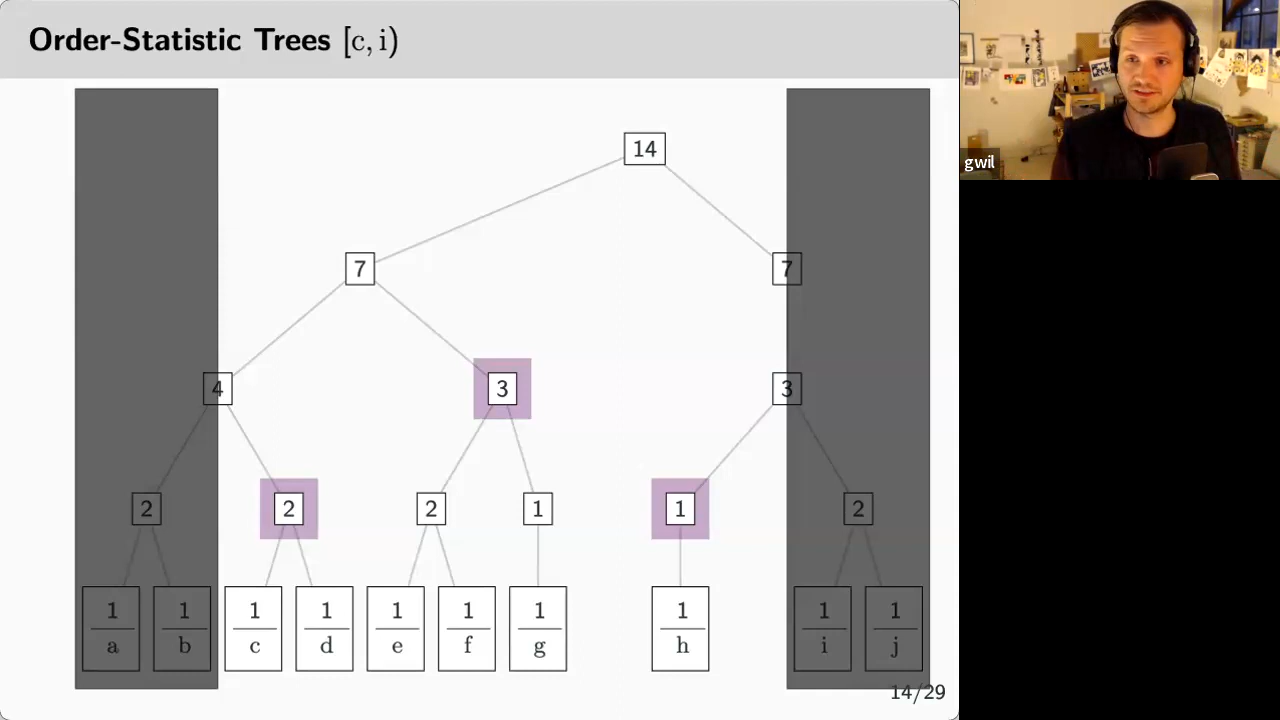 Order-Statistic Trees [c, i)
gwil
14
7 7
4 3 3
2 2 2 1 1 2
1 1 1 1 1 1 1 1 1 1
a b c d e f g h i j
14/29